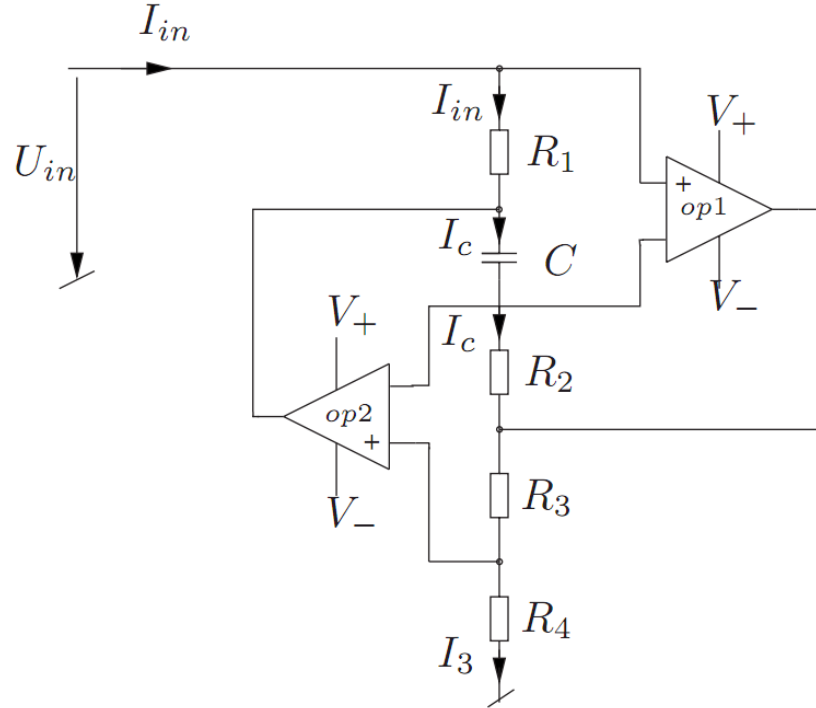 I_in
I_in
V_+
U_in
R_1
+
op1
I_c
C
V_+
V_-
I_c
R_2
op2
+
V_-
R_3
R_4
I_3